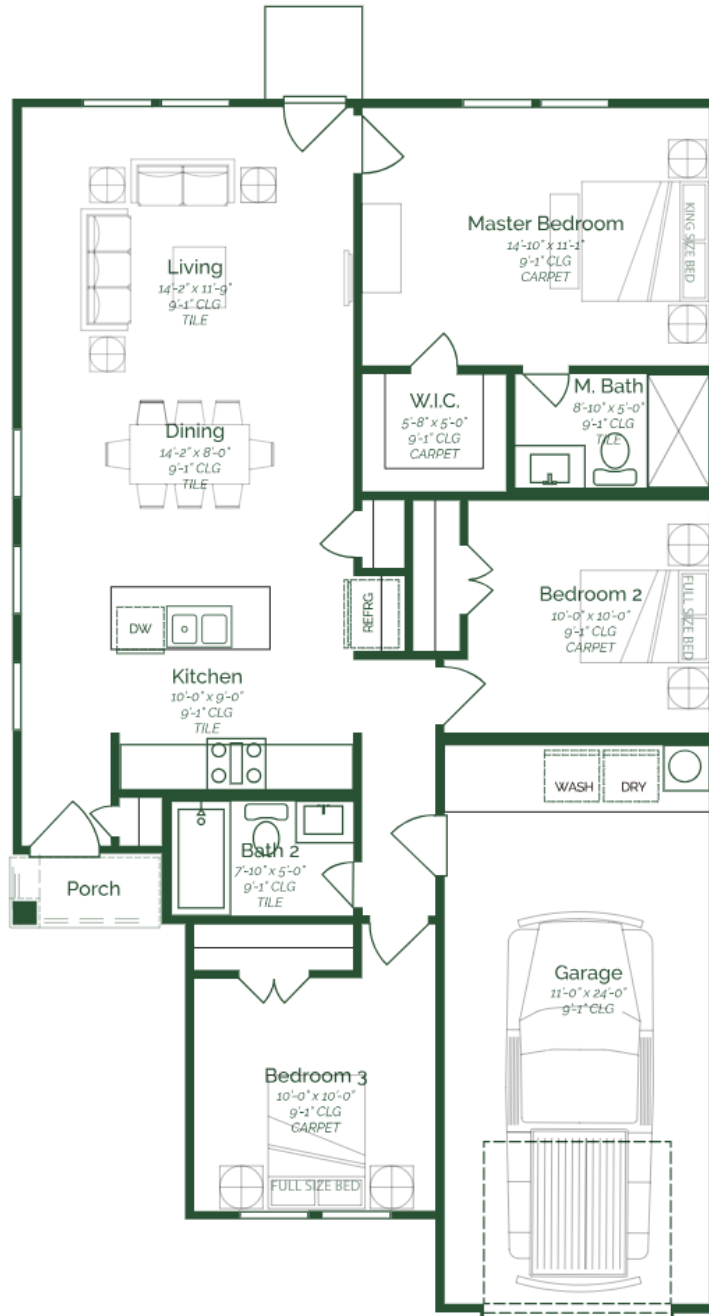 Master Bedroom
14'-10" x 11'-1"
9'-1" CLG
CARPET
KING SIZE BED
Living
14'-2" x 11'-9"
9'-1" CLG
TILE
W.I.C.
5'-8" x 5'-0"
9'-1" CLG
CARPET
M. Bath
8'-10" x 5'-0"
9'-1" CLG
TILE
Dining
14'-2" x 8'-0"
9'-1" CLG
TILE
REFRG
Bedroom 2
10'-0" x 10'-0"
9'-1" CLG
CARPET
FULL SIZE BED
DW
Kitchen
10'-0" x 9'-0"
9'-1" CLG
TILE
WASH
DRY
Bath 2
7'-10" x 5'-0"
9'-1" CLG
TILE
Porch
Garage
11'-0" x 24'-0"
9'-1" CLG
Bedroom 3
10'-0" x 10'-0"
9'-1" CLG
CARPET
FULL SIZE BED